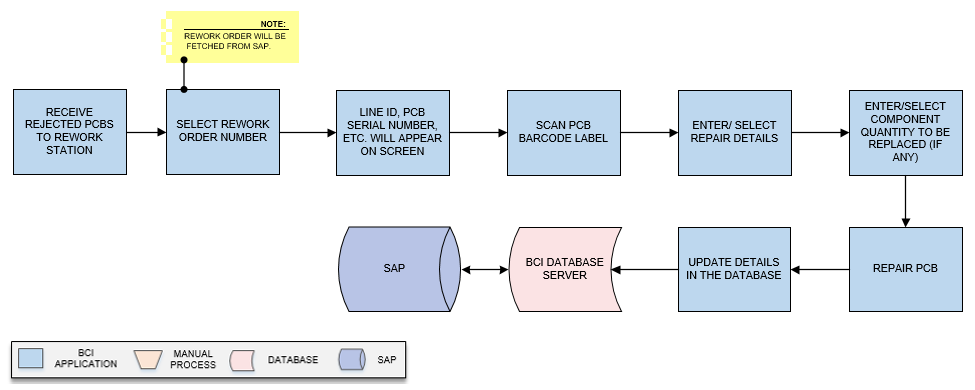 NOTE:
REWORK ORDER WILL BE
FETCHED FROM SAP.
RECEIVE
REJECTED PCBS
TO REWORK
STATION
SELECT REWORK
ORDER NUMBER
LINE ID, PCB
SERIAL NUMBER,
ETC. WILL APPEAR
ON SCREEN
SCAN PCB
BARCODE LABEL
ENTER/ SELECT
REPAIR DETAILS
ENTER/SELECT
COMPONENT
QUANTITY TO BE
REPLACED (IF
ANY)
SAP
BCI DATABASE
SERVER
UPDATE DETAILS
IN THE DATABASE
REPAIR PCB
BCI
APPLICATION
MANUAL
PROCESS
DATABASE
SAP